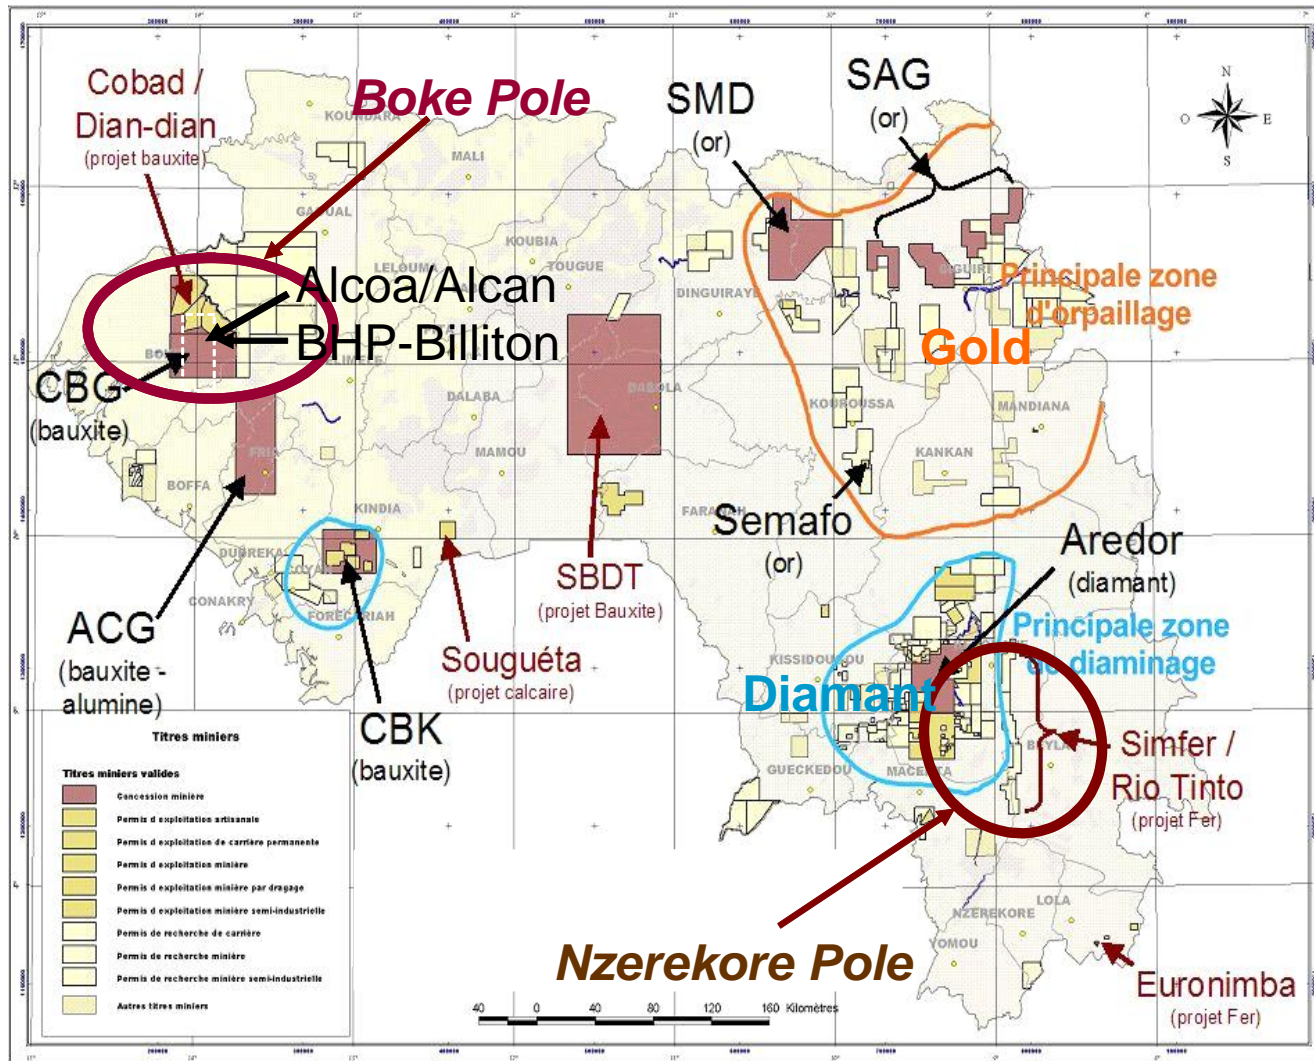 Cobad /
Dian-dian
(projet bauxite)
Boke Pole
SMD
(or)
SAG
(or)
N
O
E
S
KOUNDARA
MALI
GAOUAL
KOUBIA
LELOUMA
TOUGUE
DINGUIRAYE
SIGUIRI
Principale zone
d'orpaillage
Gold
Alcoa/Alcan
BHP-Billiton
CBG
(bauxite)
DALABA
DABOLA
KOUROUSSA
MANDIANA
FRIA
MAMOU
KANKAN
BOFFA
KINDIA
FARANAH
Semafo
(or)
DUBREKA
CONAKRY
FORECARIAH
ACG
(bauxite -
alumine)
Souguéta
(projet calcaire)
SBDT
(projet Bauxite)
CBK
(bauxite)
Aredor
(diamant)
Principale zone
de diaminage
KISSIDOUGOU
Diamant
GUECKEDOU
MACENTA
BEYLA
Simfer /
Rio Tinto
(projet Fer)
NZEREKORE
LOLA
YOMOU
Nzerekore Pole
Euronimba
(projet Fer)
Titres miniers
Titres miniers valides
Concession minière
Permis d exploitation artisanale
Permis d exploitation de carrière permanente
Permis d exploitation minière
Permis d exploitation minière par dragage
Permis d exploitation minière semi-industrielle
Permis de recherche de carrière
Permis de recherche minière
Permis de recherche minière semi-industrielle
Autres titres miniers
40 0 40 80 120 160 Kilomètres